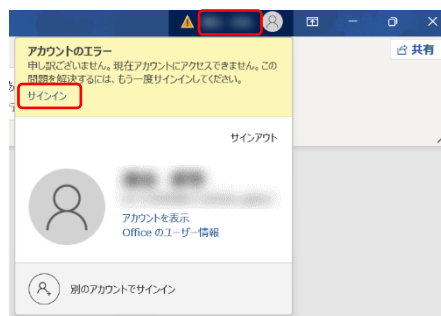 共有
アカウントのエラー
申し訳ございません。現在アカウントにアクセスできません。この
問題を解決するには、もう一度サインインしてください。
サインイン
サインアウト
アカウントを表示
Office のユーザー情報
別のアカウントでサインイン